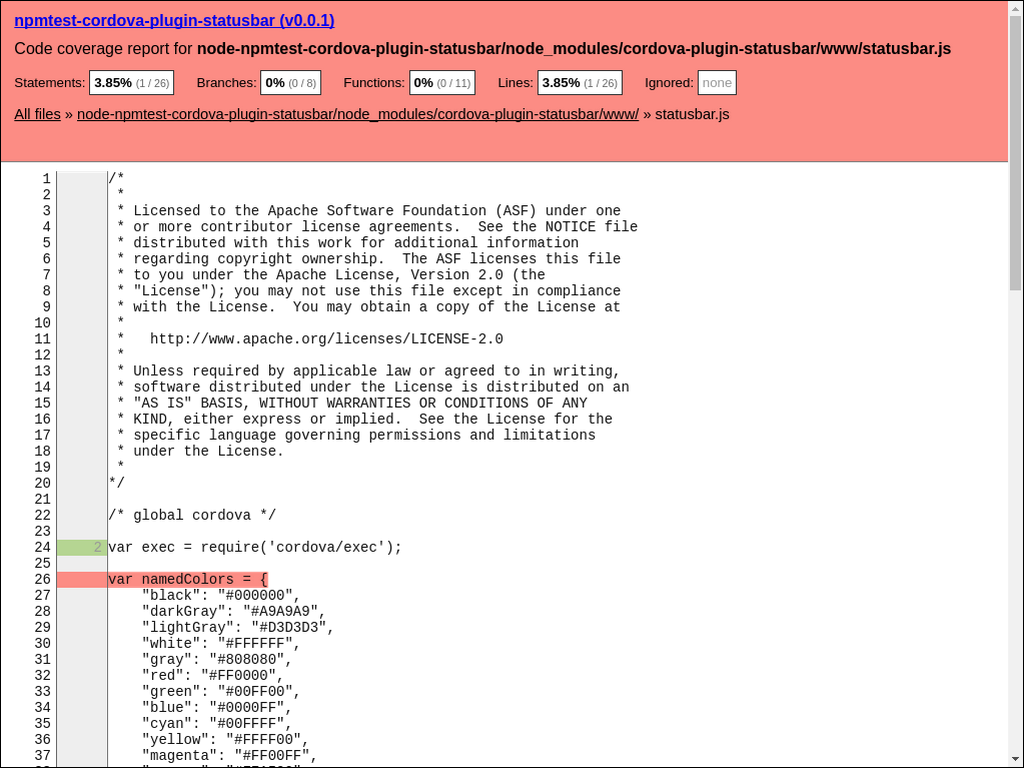 npmtest-cordova-plugin-statusbar (v0.0.1)
Code coverage report for node-npmtest-cordova-plugin-statusbar/node_modules/cordova-plugin-statusbar/www/statusbar.js
Statements: 3.85% (1 / 26) Branches: 0% (0 / 8) Functions: 0% (0 / 11) Lines: 3.85% (1 / 26) Ignored: none
All files » node-npmtest-cordova-plugin-statusbar/node_modules/cordova-plugin-statusbar/www/ » statusbar.js
1 /*
2  *
3  * Licensed to the Apache Software Foundation (ASF) under one
4  * or more contributor license agreements.  See the NOTICE file
5  * distributed with this work for additional information
6  * regarding copyright ownership.  The ASF licenses this file
7  * to you under the Apache License, Version 2.0 (the
8  * "License"); you may not use this file except in compliance
9  * with the License.  You may obtain a copy of the License at
10  *
11  *   http://www.apache.org/licenses/LICENSE-2.0
12  *
13  * Unless required by applicable law or agreed to in writing,
14  * software distributed under the License is distributed on an
15  * "AS IS" BASIS, WITHOUT WARRANTIES OR CONDITIONS OF ANY
16  * KIND, either express or implied.  See the License for the
17  * specific language governing permissions and limitations
18  * under the License.
19  *
20 */
21
22 /* global cordova */
23
24 2 var exec = require('cordova/exec');
25
26 var namedColors = {
27     "black": "#000000",
28     "darkGray": "#A9A9A9",
29     "lightGray": "#D3D3D3",
30     "white": "#FFFFFF",
31     "gray": "#808080",
32     "red": "#FF0000",
33     "green": "#00FF00",
34     "blue": "#0000FF",
35     "cyan": "#00FFFF",
36     "yellow": "#FFFF00",
37     "magenta": "#FF00FF",